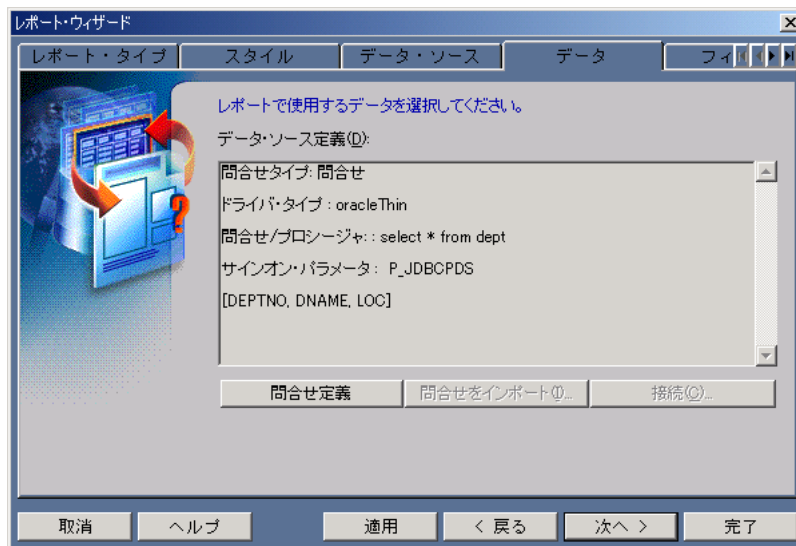 レポート・ウィザード
レポート・タイプ スタイル データ・ソース データ フィ
レポートで使用するデータを選択してください。
データ・ソース定義(D):
問合せタイプ: 問合せ
ドライバ・タイプ : oracleThin
問合せ/プロシージャ: : select * from dept
サインオン・パラメータ : P_JDBCPDS
[DEPTNO, DNAME, LOC]
問合せ定義 問合せをインポート(I)... 接続(C)...
取消 ヘルプ 適用 < 戻る 次へ > 完了